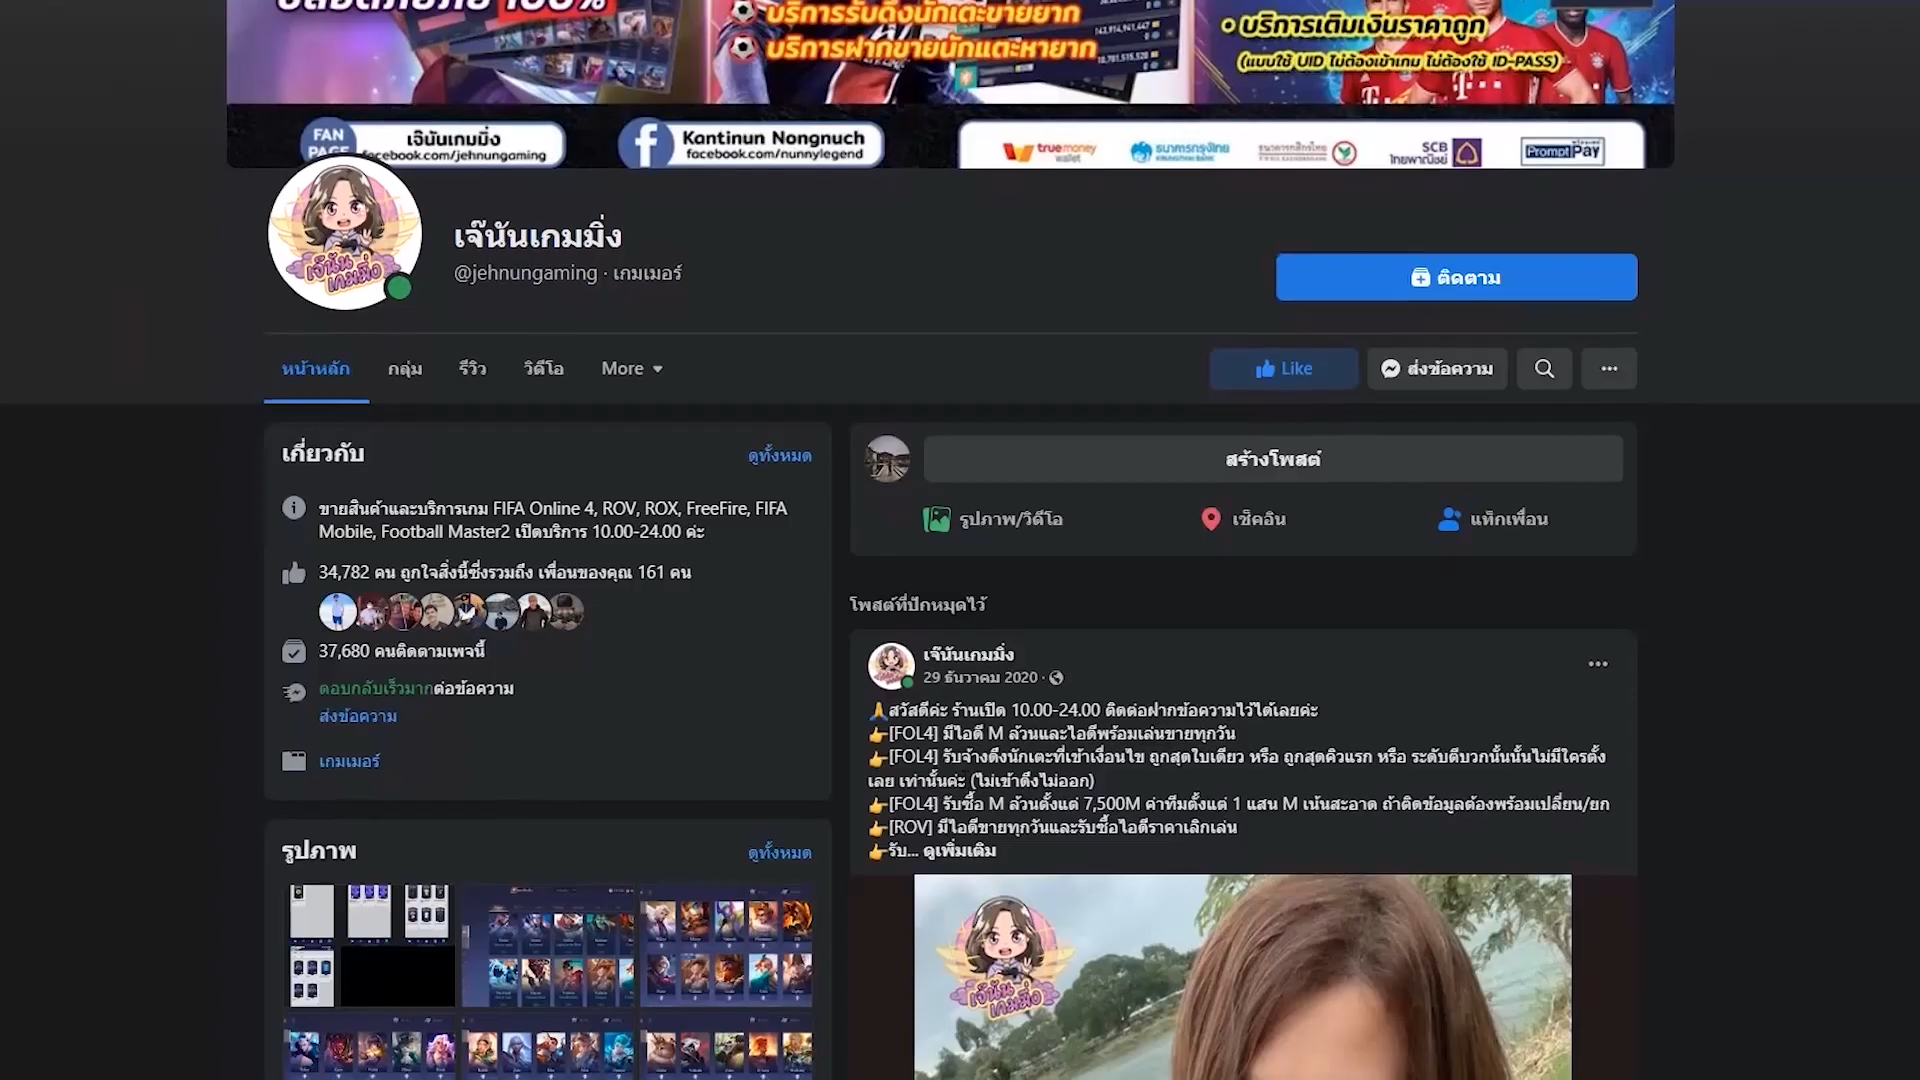 ปลอดภัย 100%
บริการรับดึงนักเตะขายยาก
บริการฝากขายนักเตะหายาก
• บริการเติมเงินราคาถูก
(แบบใช้ UID ไม่ต้องเข้าเกม ไม่ต้องใช้ ID-PASS)
FAN PAGE
เจ๊นันเกมมิ่ง
facebook.com/jehnungaming
Kantinun Nongnuch
facebook.com/nunnylegend
truemoney wallet
ธนาคารกรุงไทย
ธนาคารกสิกรไทย
SCB
ไทยพาณิชย์
PromptPay
เจ๊นันเกมมิ่ง
เจ๊นันเกมมิ่ง
@jehnungaming · เกมเมอร์
ติดตาม
หน้าหลัก
กลุ่ม
รีวิว
วิดีโอ
More
Like
ส่งข้อความ
เกี่ยวกับ
ดูทั้งหมด
ขายสินค้าและบริการเกม FIFA Online 4, ROV, ROX, FreeFire, FIFA
Mobile, Football Master2 เปิดบริการ 10.00-24.00 ค่ะ
34,782 คน ถูกใจสิ่งนี้ซึ่งรวมถึง เพื่อนของคุณ 161 คน
37,680 คนติดตามเพจนี้
ตอบกลับเร็วมากต่อข้อความ
ส่งข้อความ
เกมเมอร์
รูปภาพ
ดูทั้งหมด
สร้างโพสต์
รูปภาพ/วิดีโอ
เช็คอิน
แท็กเพื่อน
โพสต์ที่ปักหมุดไว้
เจ๊นันเกมมิ่ง
29 ธันวาคม 2020 ·
🙏สวัสดีค่ะ ร้านเปิด 10.00-24.00 ติดต่อฝากข้อความไว้ได้เลยค่ะ
👉[FOL4] มีไอดี M ล้วนและไอดีพร้อมเล่นขายทุกวัน
👉[FOL4] รับจ้างดึงนักเตะที่เข้าเงื่อนไข ถูกสุดใบเดียว หรือ ถูกสุดคิวแรก หรือ ระดับตีบวกนั้นนั้นไม่มีใครตั้ง
เลย เท่านั้นค่ะ (ไม่เข้าดึงไม่ออก)
👉[FOL4] รับซื้อ M ล้วนตั้งแต่ 7,500M ค่าทีมตั้งแต่ 1 แสน M เน้นสะอาด ถ้าติดข้อมูลต้องพร้อมเปลี่ยน/ยก
👉[ROV] มีไอดีขายทุกวันและรับซื้อไอดีราคาเลิกเล่น
👉รับ... ดูเพิ่มเติม
เจ๊นันเกมมิ่ง